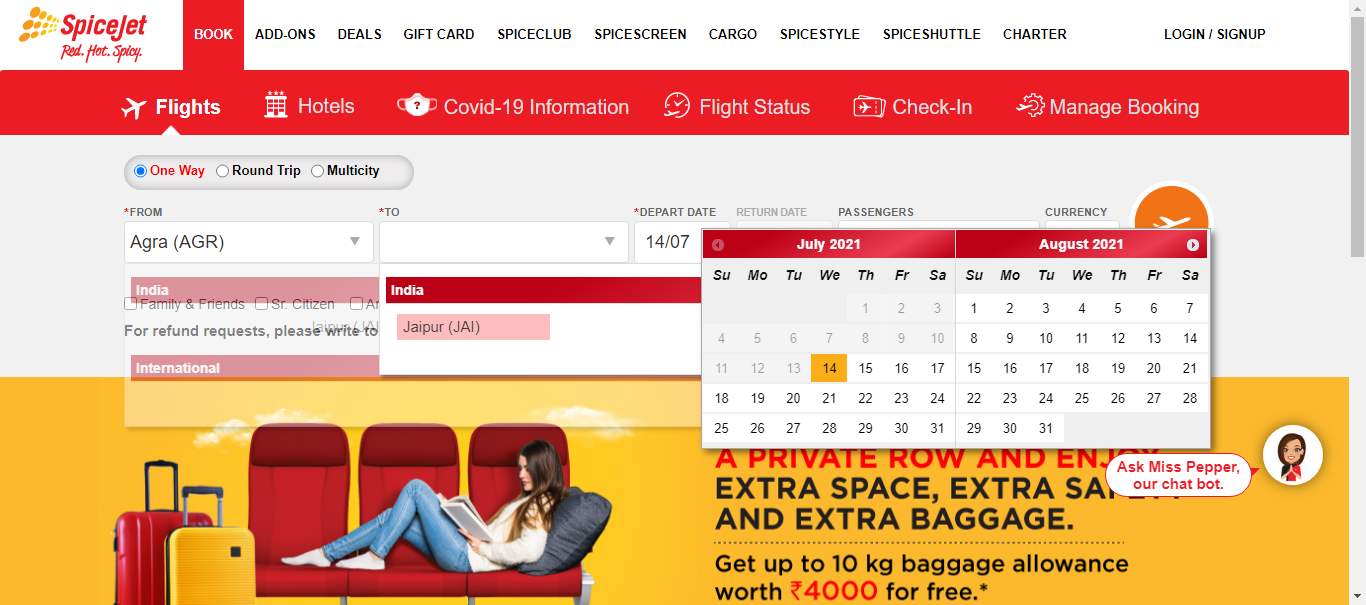 SpiceJet
Red. Hot. Spicy.
BOOK ADD-ONS DEALS GIFT CARD SPICECLUB SPICESCREEN CARGO SPICESTYLE SPICESHUTTLE CHARTER LOGIN / SIGNUP
Flights Hotels ? Covid-19 Information Flight Status Check-In Manage Booking
One Way Round Trip Multicity
*FROM *TO *DEPART DATE RETURN DATE PASSENGERS CURRENCY
Agra (AGR) 14/07
India
Family & Friends Sr. Citizen
Jaipur (JAI
For refund requests, please write to
International
India
Jaipur (JAI)
July 2021 August 2021
Su Mo Tu We Th Fr Sa Su Mo Tu We Th Fr Sa
1 2 3 1 2 3 4 5 6 7
4 5 6 7 8 9 10 8 9 10 11 12 13 14
11 12 13 14 15 16 17 15 16 17 18 19 20 21
18 19 20 21 22 23 24 22 23 24 25 26 27 28
25 26 27 28 29 30 31 29 30 31
A PRIVATE ROW AND ENJOY
EXTRA SPACE, EXTRA SAFETY
AND EXTRA BAGGAGE.
Get up to 10 kg baggage allowance
worth ₹4000 for free.*
Ask Miss Pepper,
our chat bot.